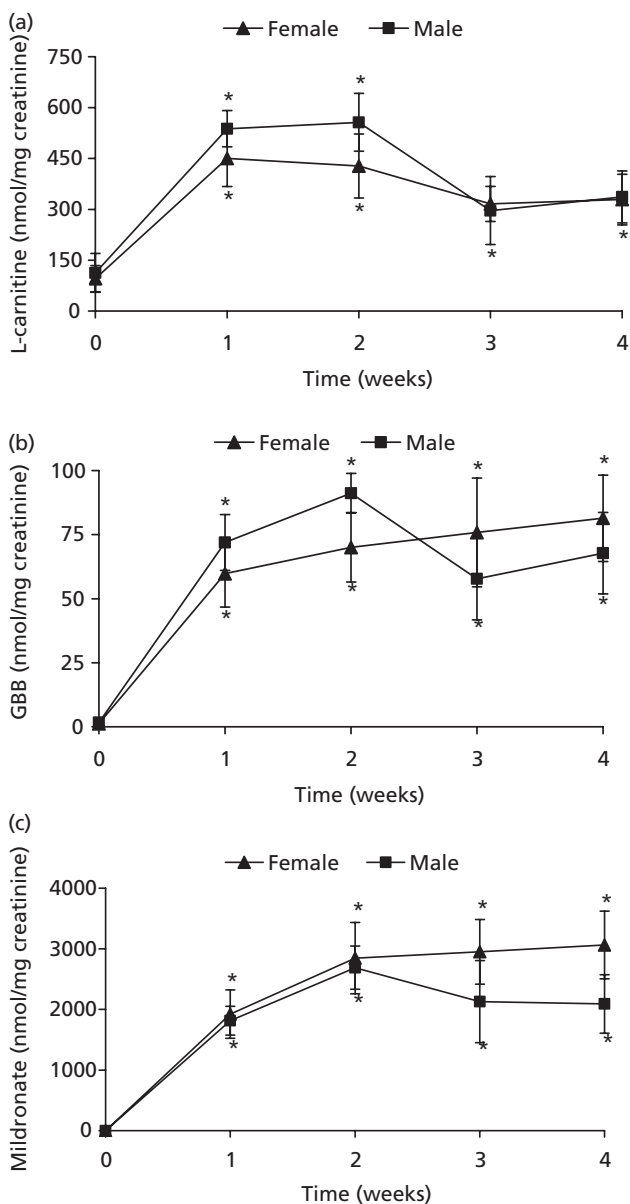 (a)
Female Male
L-carnitine (nmol/mg creatinine)
750
600
450
300
150
0
* * * * * *
0 1 2 3 4
Time (weeks)
(b)
Female Male
GBB (nmol/mg creatinine)
100
75
50
25
0
* * * * * * * *
0 1 2 3 4
Time (weeks)
(c)
Female Male
Mildronate (nmol/mg creatinine)
4000
3000
2000
1000
0
* * * * * * * *
0 1 2 3 4
Time (weeks)